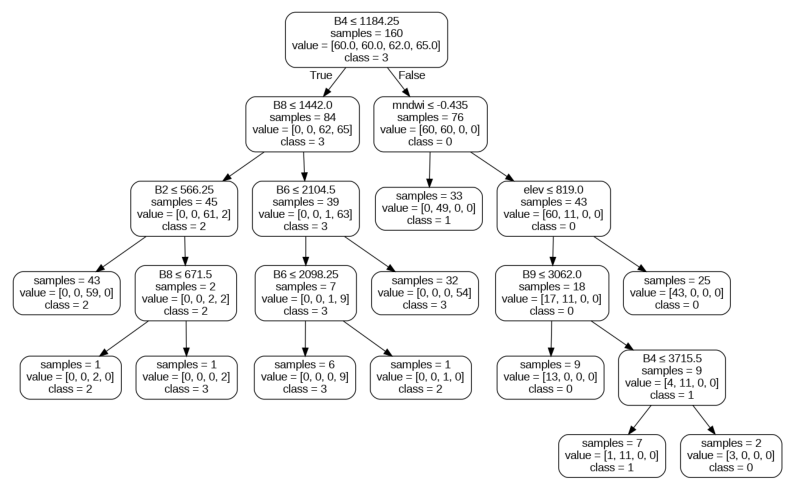 B4 ≤ 1184.25
samples = 160
value = [60.0, 60.0, 62.0, 65.0]
class = 3
True
False
B8 ≤ 1442.0
samples = 84
value = [0, 0, 62, 65]
class = 3
mndwi ≤ -0.435
samples = 76
value = [60, 60, 0, 0]
class = 0
B2 ≤ 566.25
samples = 45
value = [0, 0, 61, 2]
class = 2
B6 ≤ 2104.5
samples = 39
value = [0, 0, 1, 63]
class = 3
samples = 33
value = [0, 49, 0, 0]
class = 1
elev ≤ 819.0
samples = 43
value = [60, 11, 0, 0]
class = 0
samples = 43
value = [0, 0, 59, 0]
class = 2
B8 ≤ 671.5
samples = 2
value = [0, 0, 2, 2]
class = 2
B6 ≤ 2098.25
samples = 7
value = [0, 0, 1, 9]
class = 3
samples = 32
value = [0, 0, 0, 54]
class = 3
B9 ≤ 3062.0
samples = 18
value = [17, 11, 0, 0]
class = 0
samples = 25
value = [43, 0, 0, 0]
class = 0
samples = 1
value = [0, 0, 2, 0]
class = 2
samples = 1
value = [0, 0, 0, 2]
class = 3
samples = 6
value = [0, 0, 0, 9]
class = 3
samples = 1
value = [0, 0, 1, 0]
class = 2
samples = 9
value = [13, 0, 0, 0]
class = 0
B4 ≤ 3715.5
samples = 9
value = [4, 11, 0, 0]
class = 1
samples = 7
value = [1, 11, 0, 0]
class = 1
samples = 2
value = [3, 0, 0, 0]
class = 0